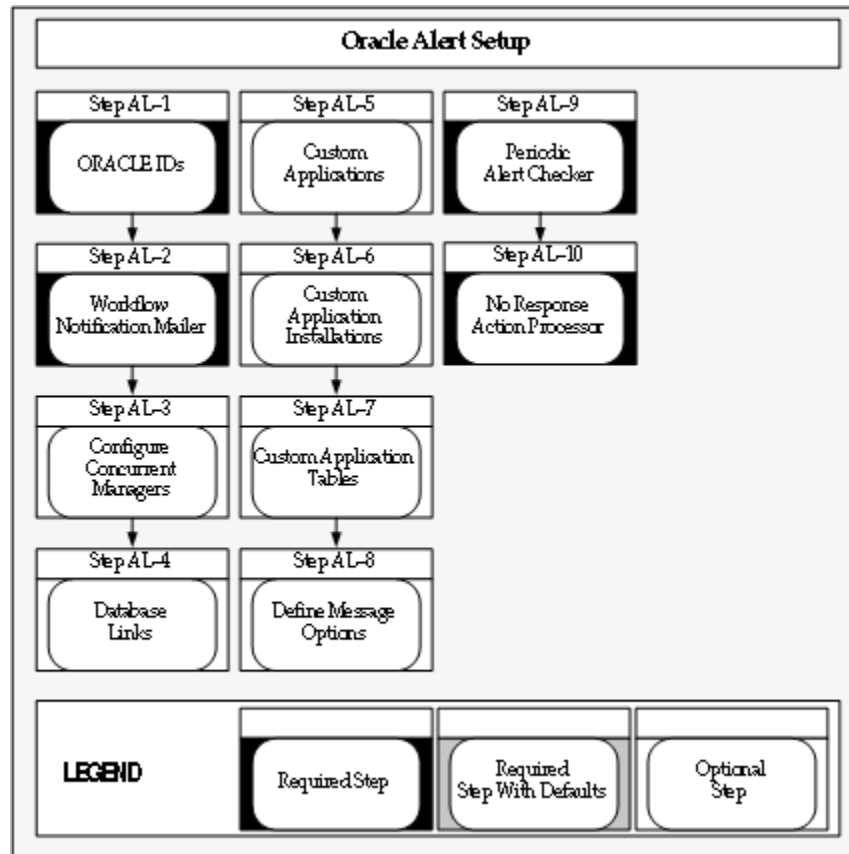 Oracle Alert Setup
Step AL-1
ORACLE IDs
Step AL-2
Workflow
Notification Mailer
Step AL-3
Configure
Concurrent
Managers
Step AL-4
Database
Links
Step AL-5
Custom
Applications
Step AL-6
Custom
Application
Installations
Step AL-7
Custom Application
Tables
Step AL-8
Define Message
Options
Step AL-9
Periodic
Alert Checker
Step AL-10
No Response
Action Processor
LEGEND
Required Step
Required
Step With Defaults
Optional
Step